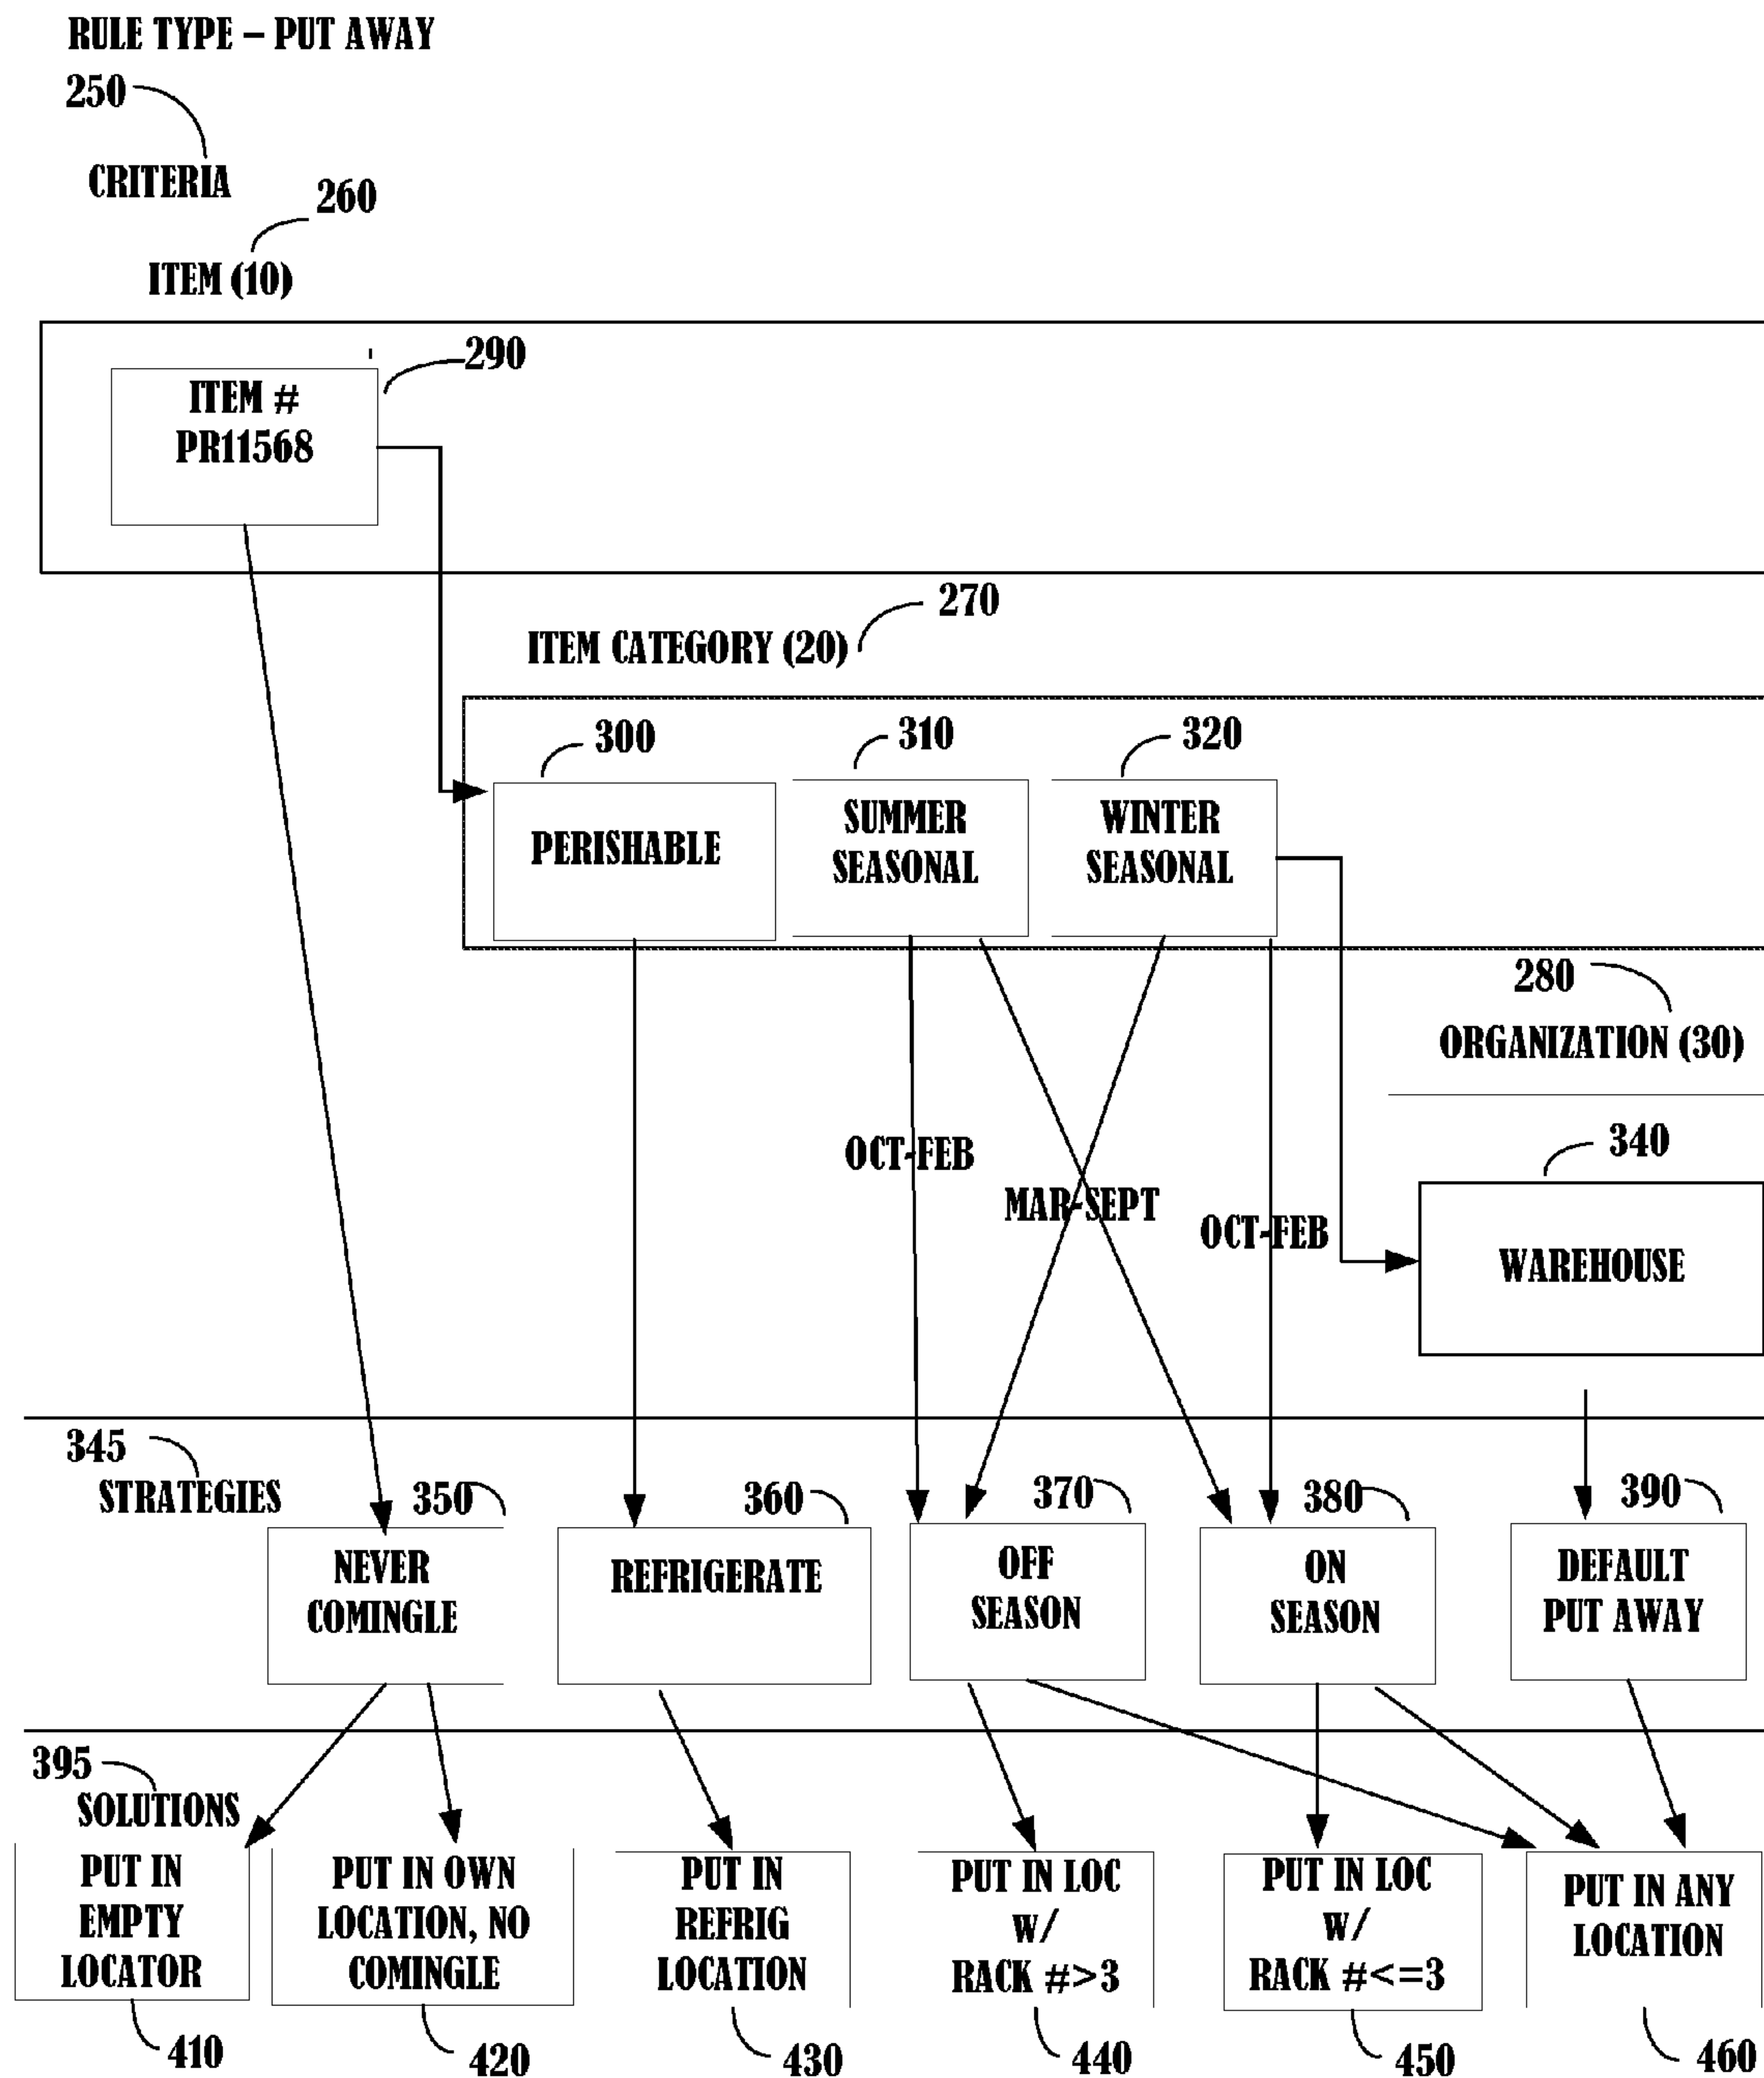 RULE TYPE – PUT AWAY
250
CRITERIA
260
ITEM (10)
290
ITEM #
PR11568
270
ITEM CATEGORY (20)
300
310
320
PERISHABLE
SUMMER
SEASONAL
WINTER
SEASONAL
280
ORGANIZATION (30)
340
WAREHOUSE
OCT-FEB
MAR-SEPT
OCT-FEB
345
STRATEGIES
350
360
370
380
390
NEVER
COMINGLE
REFRIGERATE
OFF
SEASON
ON
SEASON
DEFAULT
PUT AWAY
395
SOLUTIONS
PUT IN
EMPTY
LOCATOR
PUT IN OWN
LOCATION, NO
COMINGLE
PUT IN
REFRIG
LOCATION
PUT IN LOC
W/
RACK #>3
PUT IN LOC
W/
RACK #<=3
PUT IN ANY
LOCATION
410
420
430
440
450
460